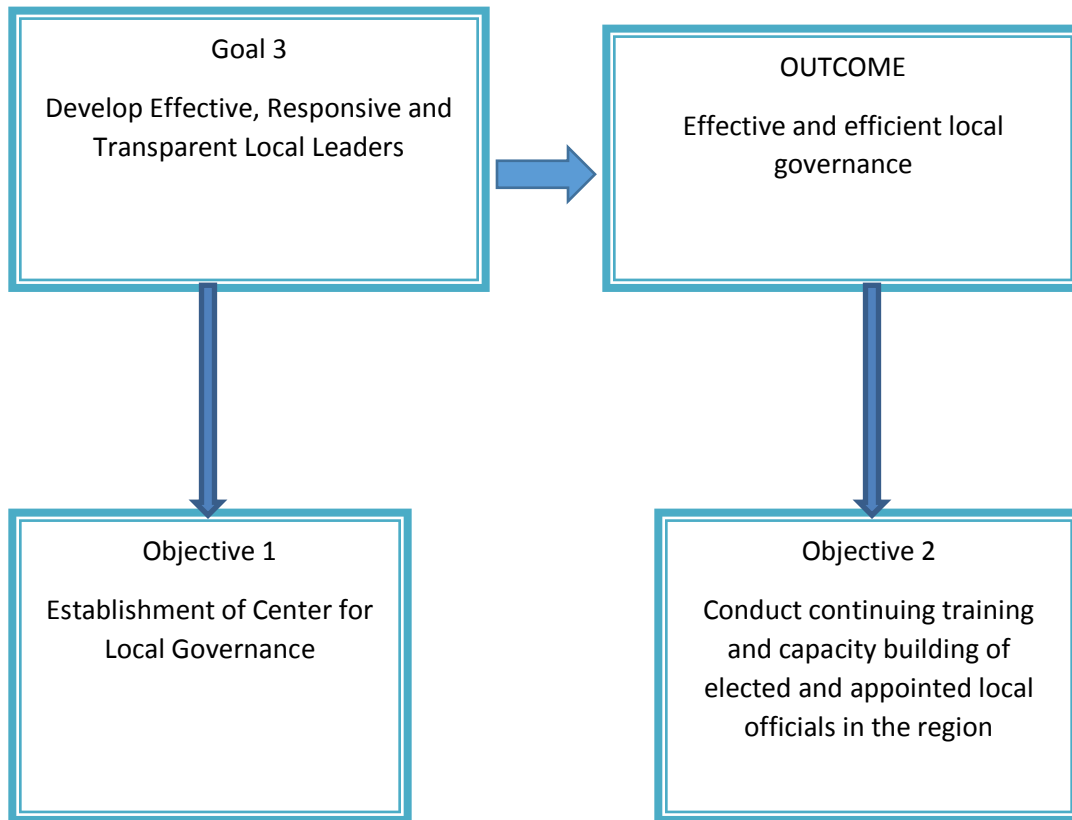 Goal 3
Develop Effective, Responsive and
Transparent Local Leaders
OUTCOME
Effective and efficient local
governance
Objective 1
Establishment of Center for
Local Governance
Objective 2
Conduct continuing training
and capacity building of
elected and appointed local
officials in the region